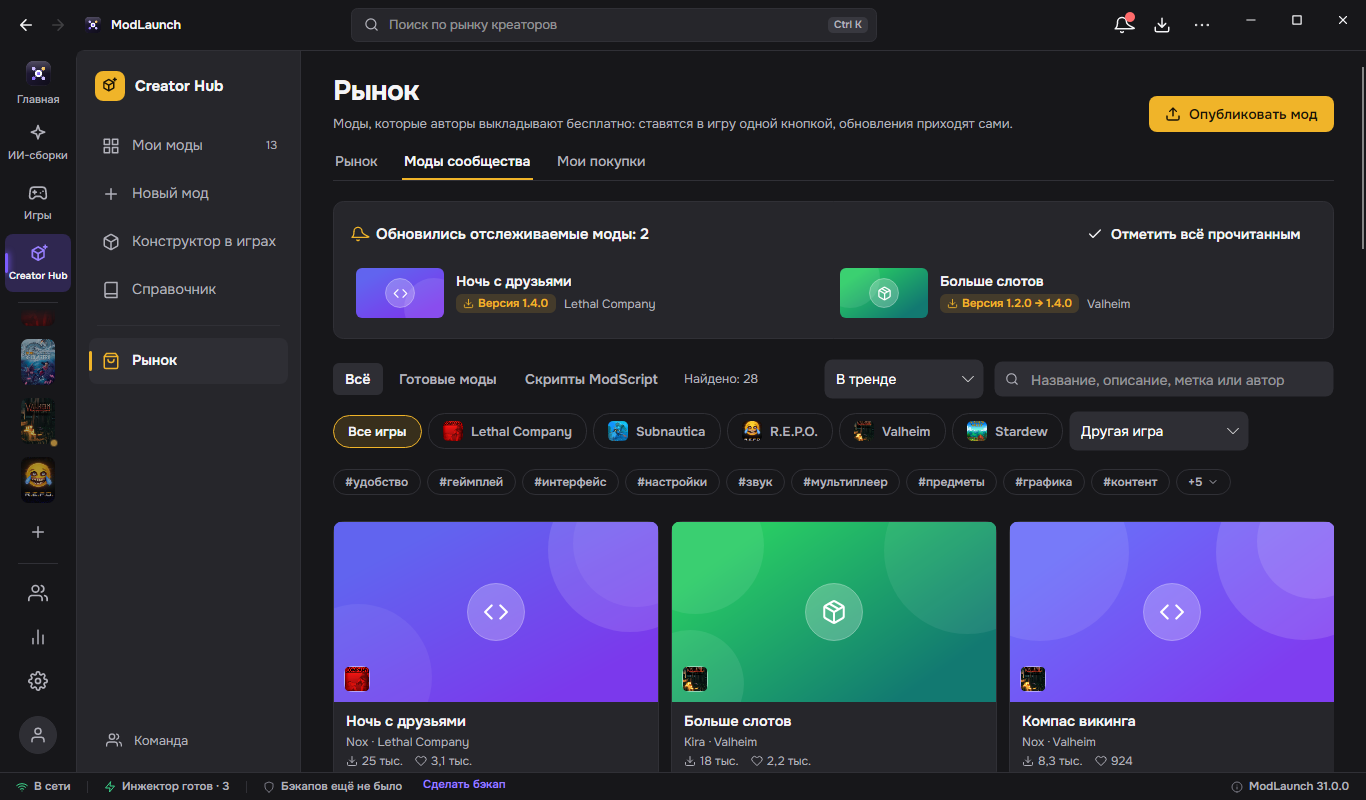 ModLaunch
Поиск по рынку креаторов
Ctrl K
Главная
ИИ-сборки
Игры
Creator Hub
Creator Hub
Мои моды 13
Новый мод
Конструктор в играх
Справочник
Рынок
Команда
Рынок
Моды, которые авторы выкладывают бесплатно: ставятся в игру одной кнопкой, обновления приходят сами.
Опубликовать мод
Рынок Моды сообщества Мои покупки
Обновились отслеживаемые моды: 2
Отметить всё прочитанным
Ночь с друзьями
Версия 1.4.0 Lethal Company
Больше слотов
Версия 1.2.0 → 1.4.0 Valheim
Всё Готовые моды Скрипты ModScript Найдено: 28
В тренде
Название, описание, метка или автор
Все игры Lethal Company Subnautica R.E.P.O. Valheim Stardew Другая игра
#удобство #геймплей #интерфейс #настройки #звук #мультиплеер #предметы #графика #контент +5
Ночь с друзьями
Nox · Lethal Company
25 тыс. 3,1 тыс.
Больше слотов
Kira · Valheim
18 тыс. 2,2 тыс.
Компас викинга
Nox · Valheim
8,3 тыс. 924
В сети
Инжектор готов · 3
Бэкапов ещё не было
Сделать бэкап
ModLaunch 31.0.0